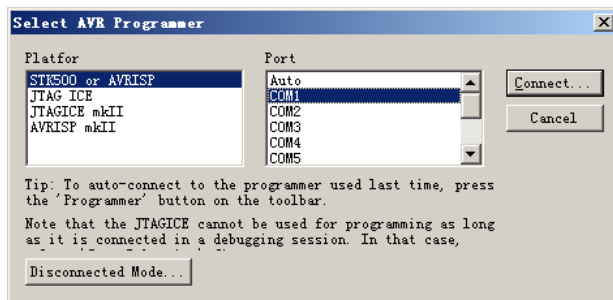 Select AVR Programmer
Platfor
Port
STK500 or AVRISP
JTAG ICE
JTAGICE mkII
AVRISP mkII
Auto
COM1
COM2
COM3
COM4
COM5
Connect...
Cancel
Tip: To auto-connect to the programmer used last time, press
the 'Programmer' button on the toolbar.
Note that the JTAGICE cannot be used for programming as long
as it is connected in a debugging session. In that case,
Disconnected Mode...